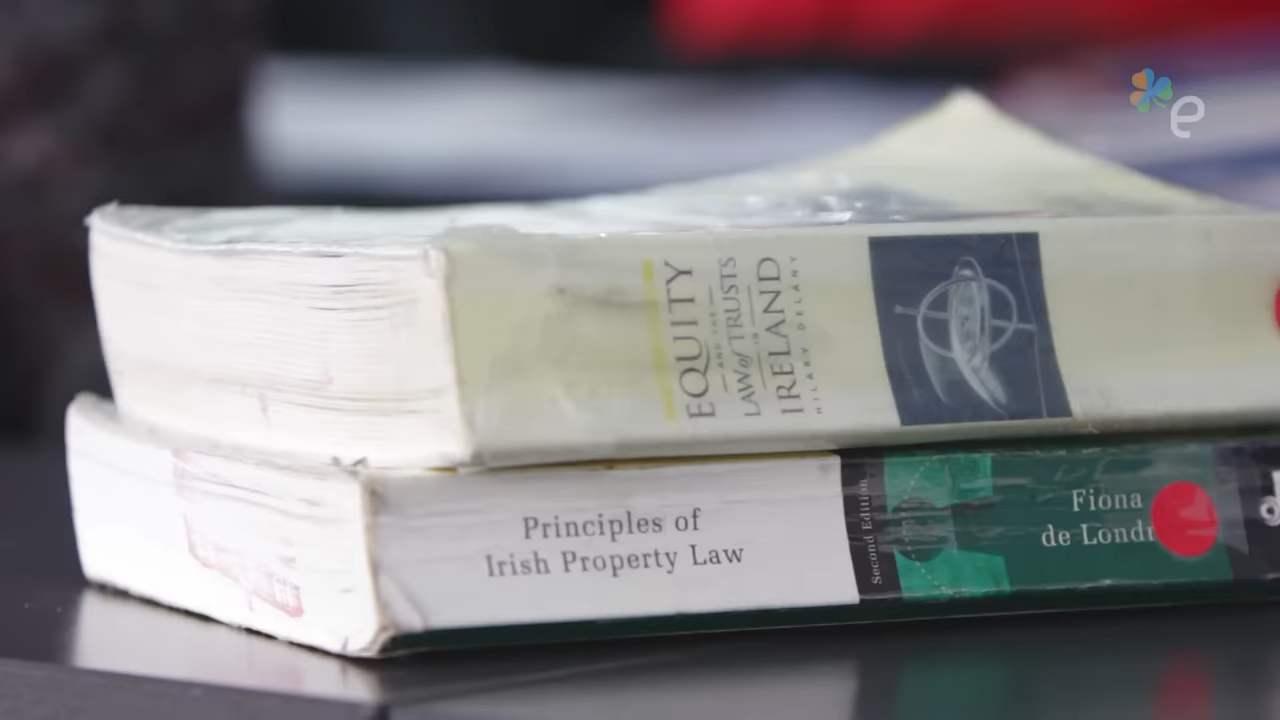 EQUITY
AND THE
LAW of TRUSTS
IN
IRELAND
HILARY DELANY
Principles of
Irish Property Law
Second Edition
Fiona
de Londr
e